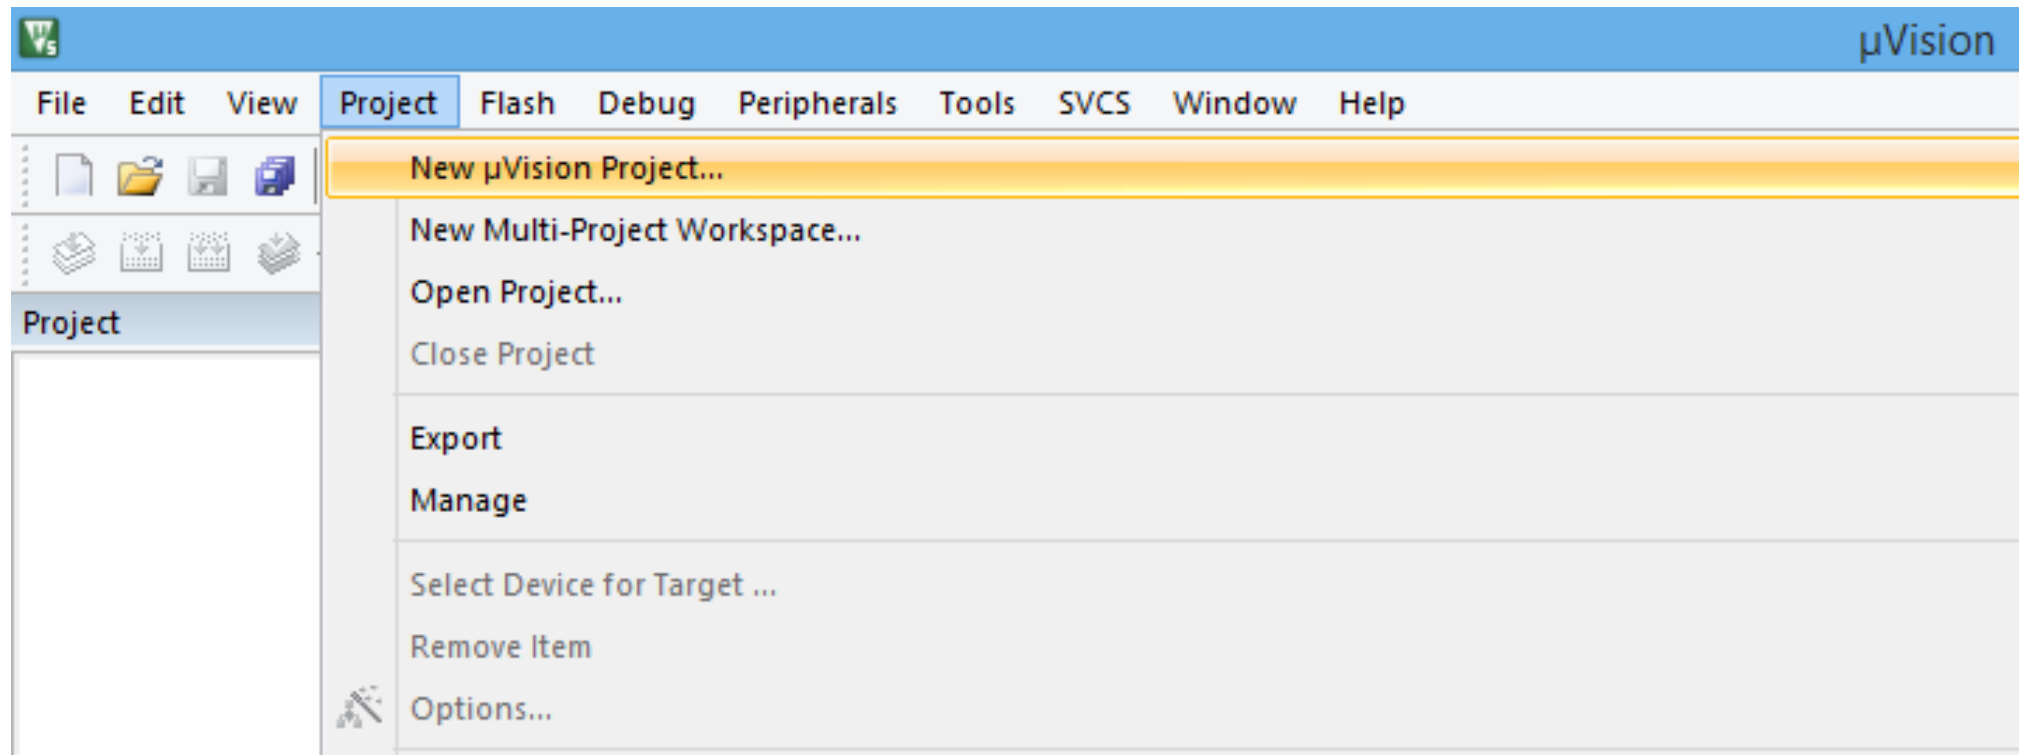 µVision
File Edit View Project Flash Debug Peripherals Tools SVCS Window Help
New µVision Project...
New Multi-Project Workspace...
Open Project...
Project
Close Project
Export
Manage
Select Device for Target ...
Remove Item
Options...